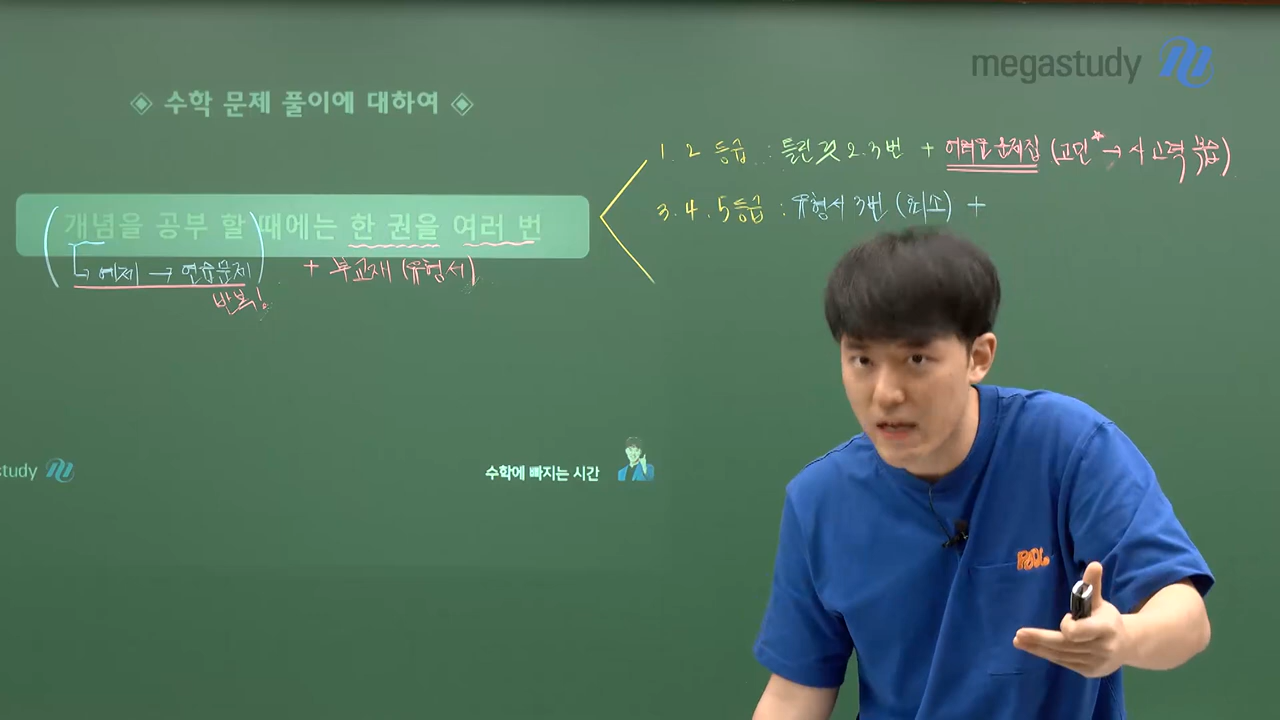 megastudy
◈ 수학 문제 풀이에 대하여 ◈
1. 2 등급 : 틀린 것 2.3번 + 어려운 문제집 (고민* → 사고력 복습)
3. 4. 5등급 : 유형서 3번 (최소) +
개념을 공부 할 때에는 한 권을 여러 번
( ↳ 예제 → 연습문제 ) + 부교재 (유형서)
반복!
study
수학에 빠지는 시간